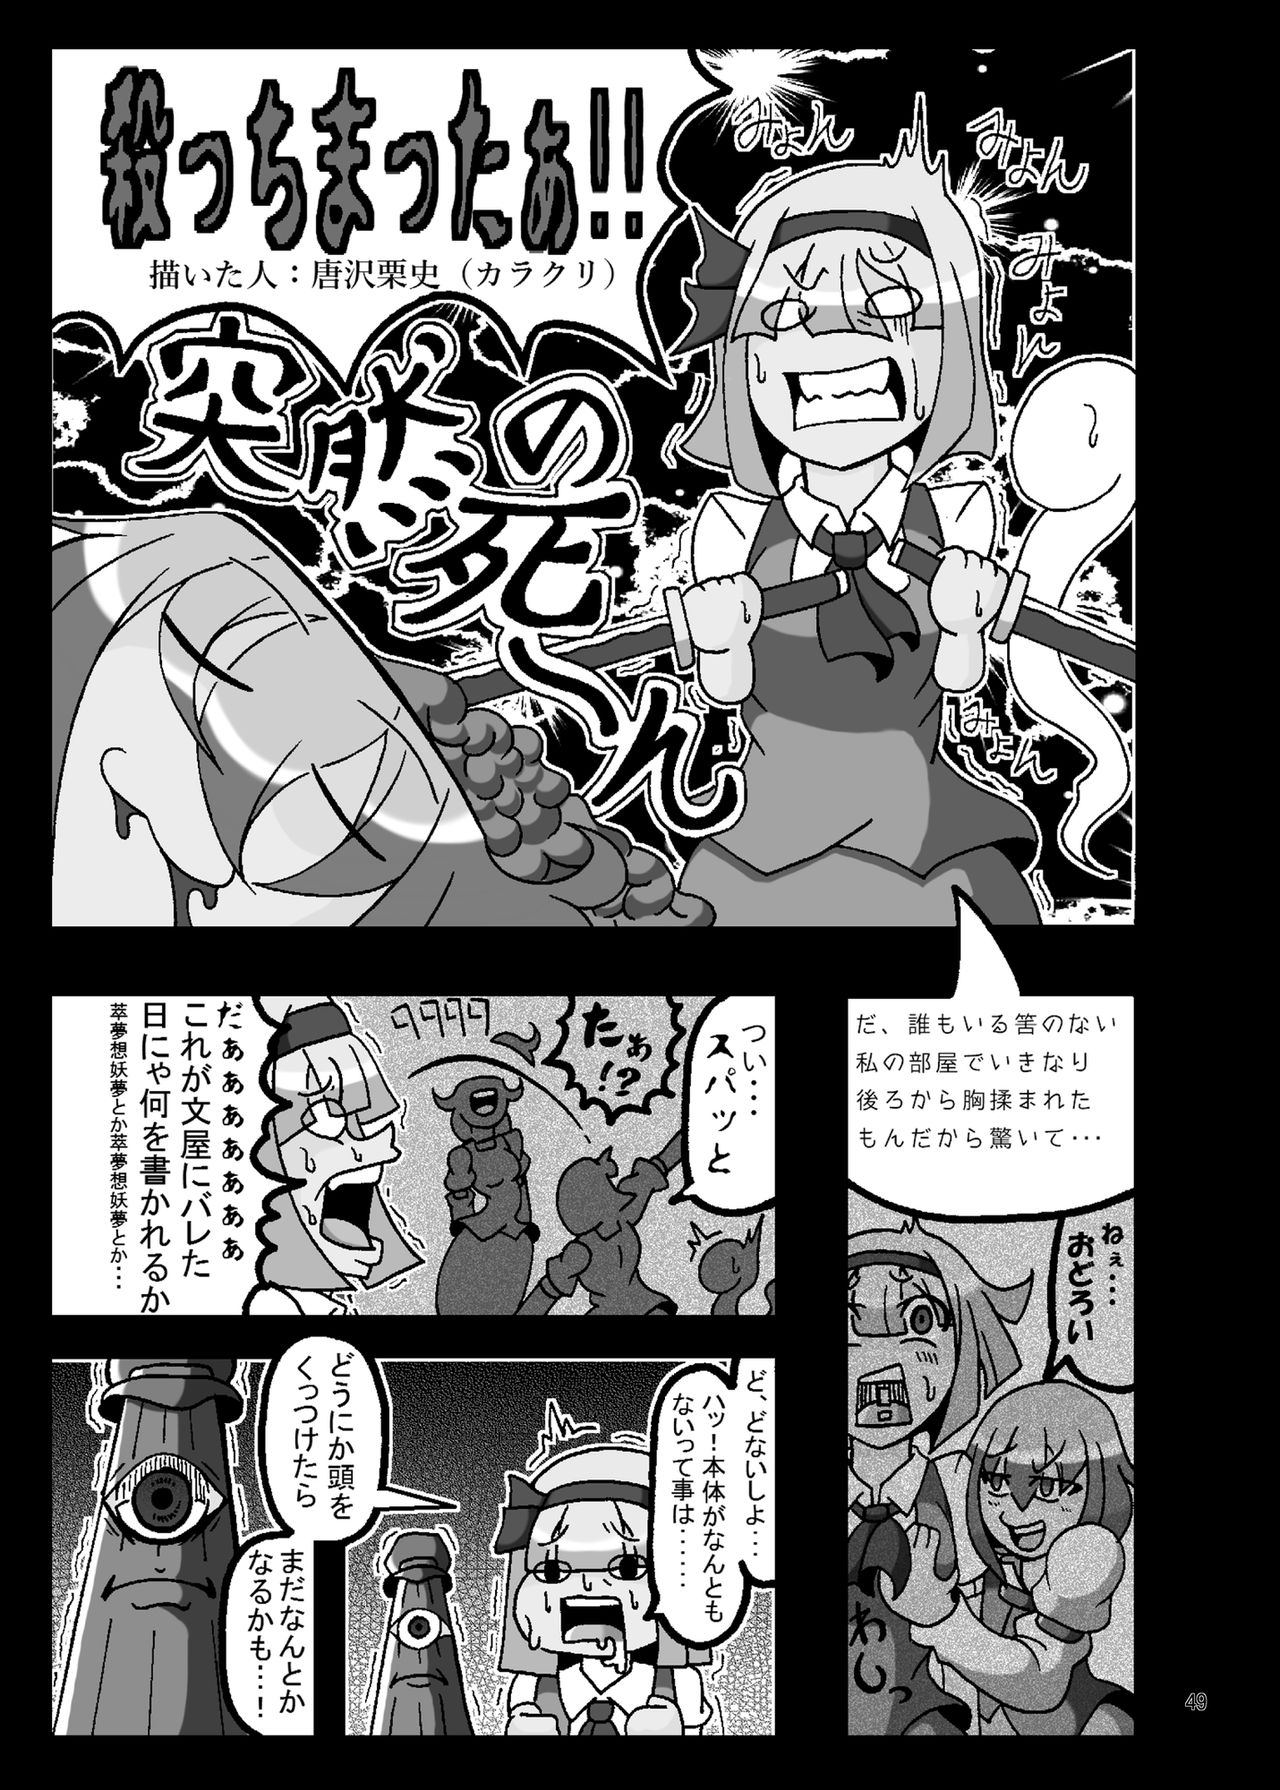 殺っちまったぁ!!
描いた人：唐沢栗史（カラクリ）
突然の死～ん
みょん
みょん
みょん
みょん
だ、誰もいる筈のない
私の部屋でいきなり
後ろから胸揉まれた
もんだから驚いて･･･
ねぇ･･･
おどろい
わしっ
つい･･･
スパッと
たぁ!?
ククククク
だぁぁぁぁぁぁぁ
これが文屋にバレた
日にゃ何を書かれるか
萃夢想妖夢とか萃夢想妖夢とか…
ど、どないしよ…
ハッ！本体がなんとも
ないって事は……
どうにか頭を
くっつけたら
まだなんとか
なるかも…！
49